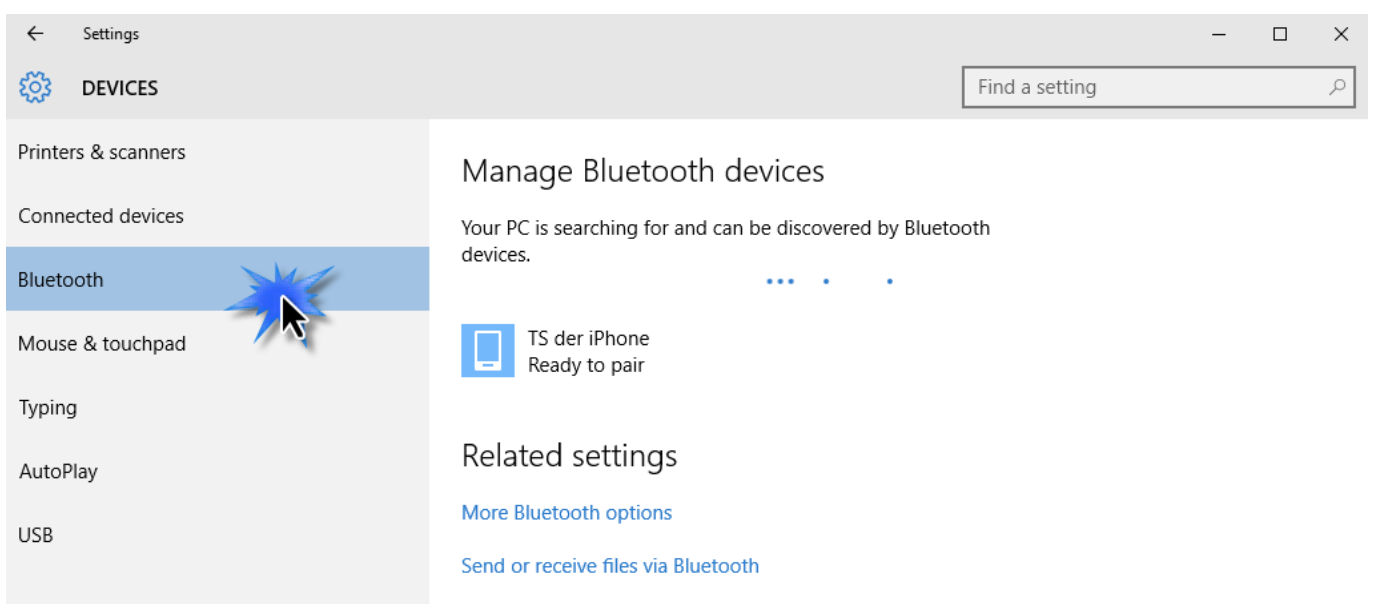 Settings
DEVICES
Find a setting
Printers & scanners
Connected devices
Bluetooth
Mouse & touchpad
Typing
AutoPlay
USB
Manage Bluetooth devices
Your PC is searching for and can be discovered by Bluetooth
devices.
TS der iPhone
Ready to pair
Related settings
More Bluetooth options
Send or receive files via Bluetooth